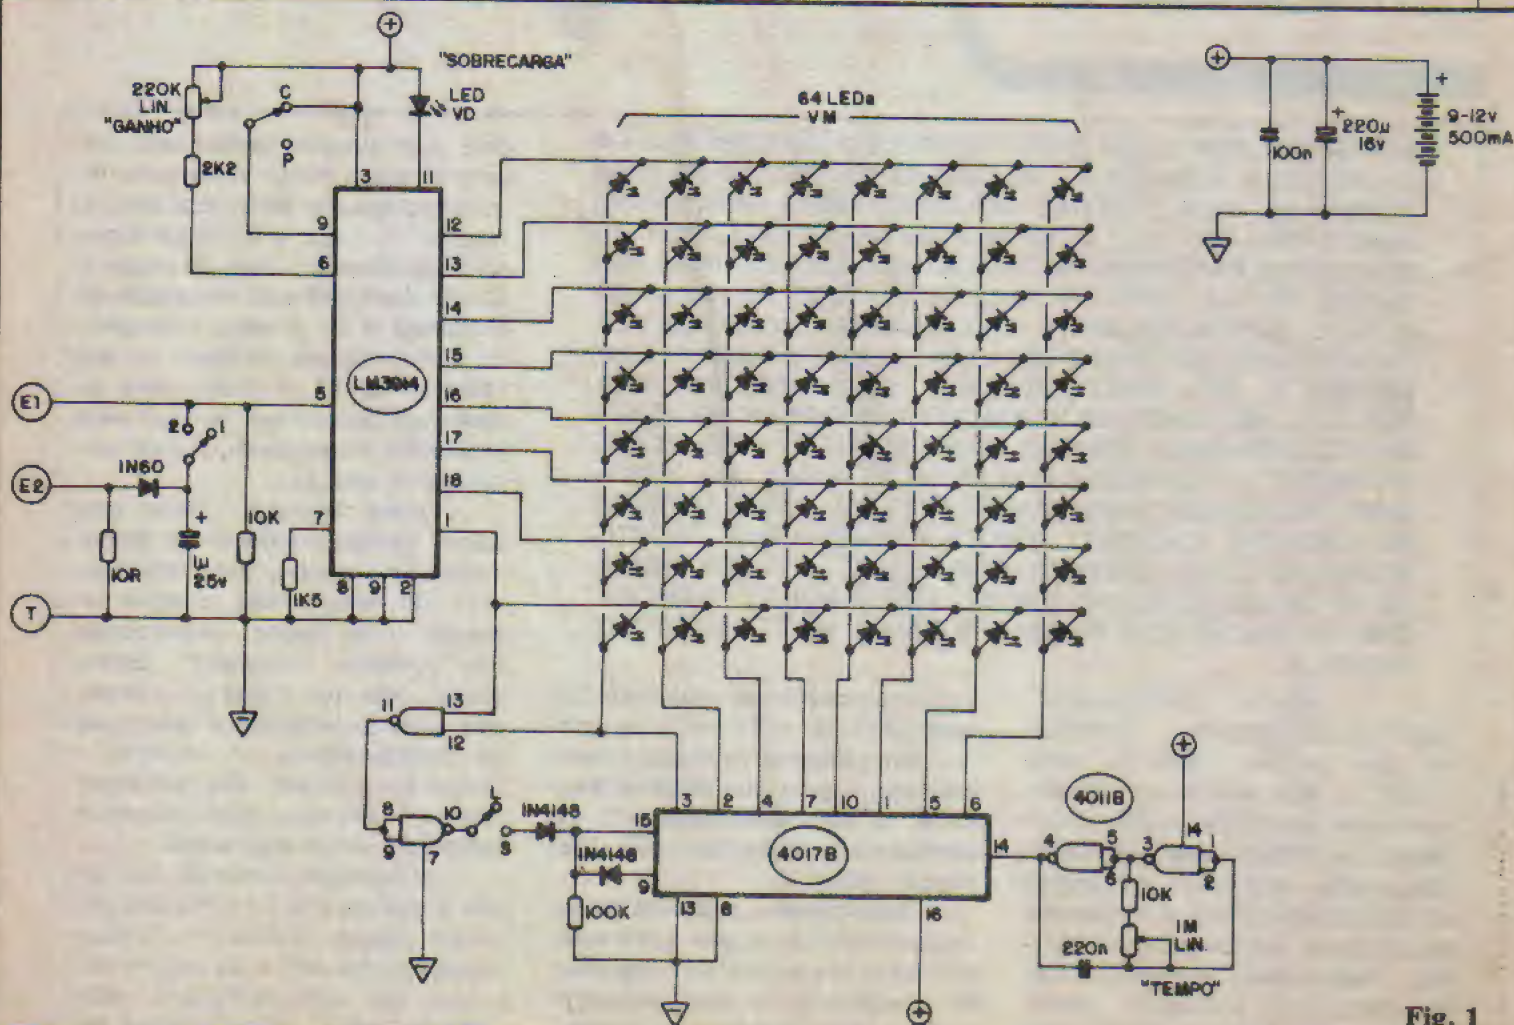 +
"SOBRECARGA"
220K
LIN.
"GANHO"
C
P
LED
VD
2K2
3
11
9
6
LM3914
12
13
14
15
16
17
18
1
5
7
8
9
2
E1
E2
T
2
1
1N60
10R
+
25v
10K
1K5
64 LEDs
VM
+
100n
+
220µ
16v
+
9-12v
500mA
11
13
12
8
9
10
7
L
S
1N4148
1N4148
100K
15
9
3
2
4
7
10
1
5
6
4017B
13
8
16
14
+
4011B
+
4
5
6
3
14
1
2
10K
1M
LIN.
220n
"TEMPO"
Fig. 1